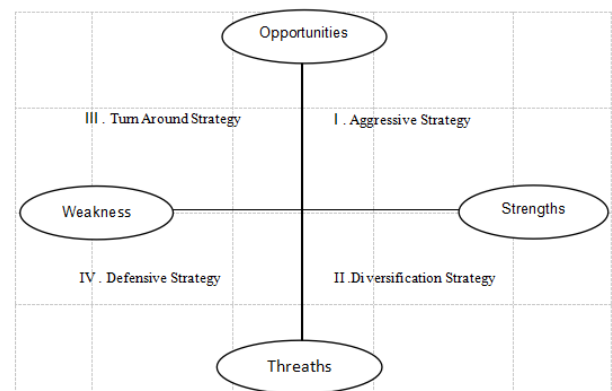 Opportunities
III . Turn Around Strategy
I . Aggressive Strategy
Weakness
Strengths
IV . Defensive Strategy
II .Diversification Strategy
Threaths